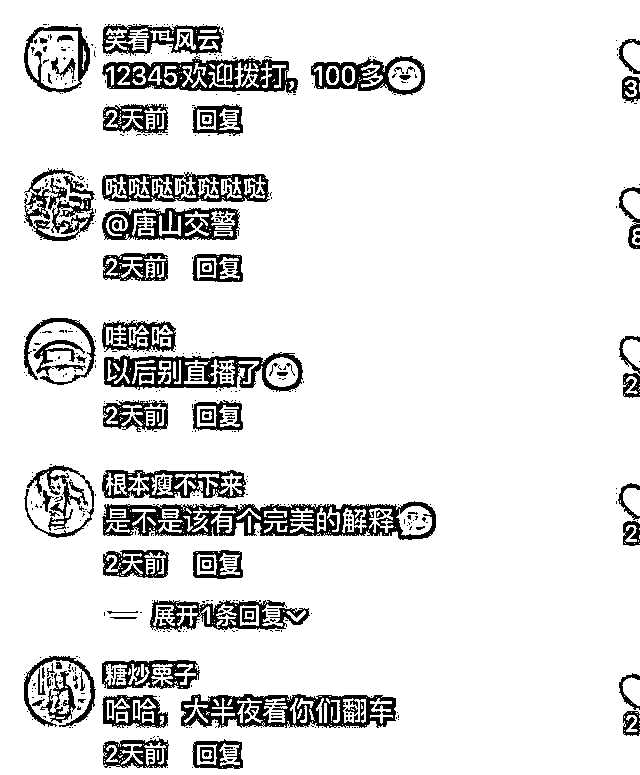 笑看风云
12345欢迎拨打，100多
2天前 回复
哒哒哒哒哒哒哒
@唐山交警
2天前 回复
哇哈哈
以后别直播了
2天前 回复
根本瘦不下来
是不是该有个完美的解释
2天前 回复
展开1条回复
糖炒栗子
哈哈，大半夜看你们翻车
2天前 回复